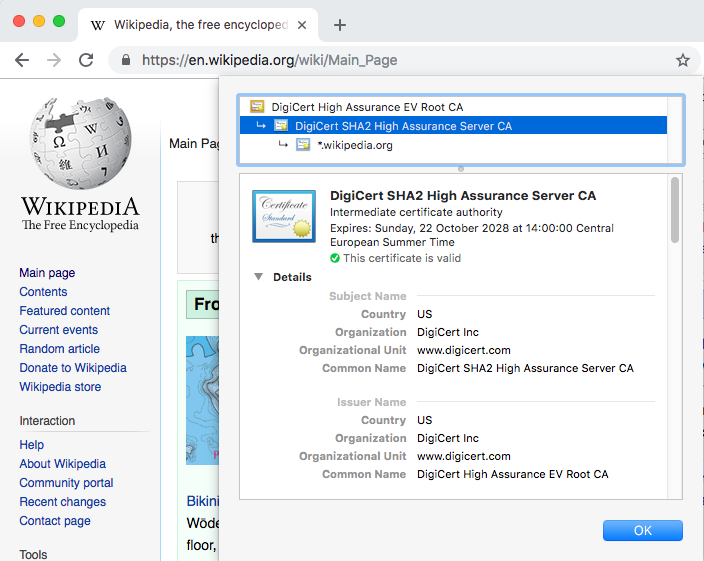 Wikipedia, the free encycloped
https://en.wikipedia.org/wiki/Main_Page
WIKIPEDIA
The Free Encyclopedia
Main page
Contents
Featured content
Current events
Random article
Donate to Wikipedia
Wikipedia store
Interaction
Help
About Wikipedia
Community portal
Recent changes
Contact page
Tools
Main Pag
th
Fro
Bikini
Wöde
floor,
DigiCert High Assurance EV Root CA
DigiCert SHA2 High Assurance Server CA
*.wikipedia.org
Certificate
Standard
DigiCert SHA2 High Assurance Server CA
Intermediate certificate authority
Expires: Sunday, 22 October 2028 at 14:00:00 Central
European Summer Time
This certificate is valid
Details
Subject Name
Country US
Organization DigiCert Inc
Organizational Unit www.digicert.com
Common Name DigiCert SHA2 High Assurance Server CA
Issuer Name
Country US
Organization DigiCert Inc
Organizational Unit www.digicert.com
Common Name DigiCert High Assurance EV Root CA
OK